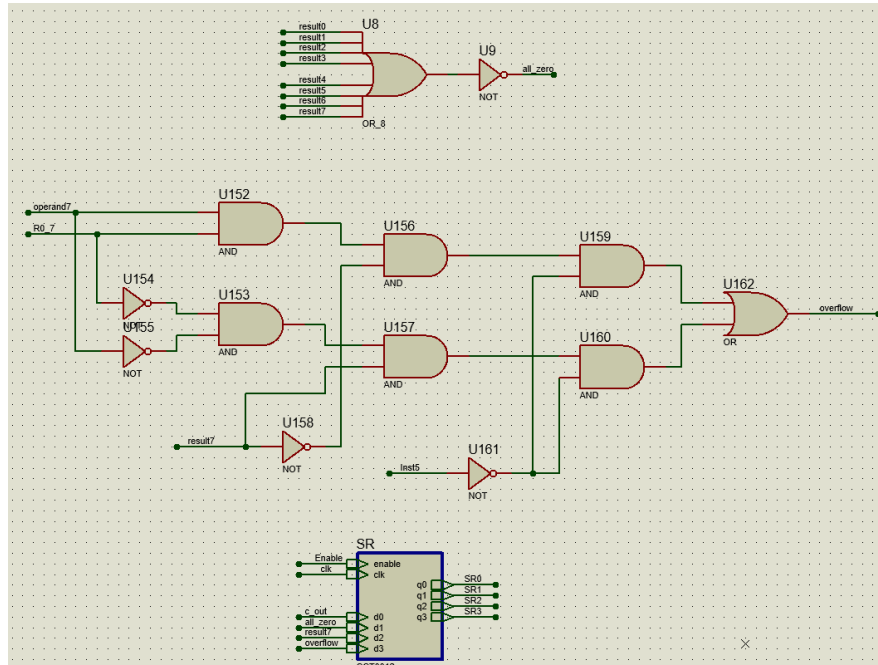 U8
result0
result1
result2
result3
result4
result5
result6
result7
OR_8
U9
all_zero
NOT
operand7
R0_7
U152
AND
U156
AND
U159
AND
U154
U153
AND
U155
NOT
U157
AND
U160
AND
U162
OR
overflow
result7
U158
NOT
Inst5
U161
NOT
SR
Enable
clk
enable
clk
c_out
all_zero
result7
overflow
d0
d1
d2
d3
q0
q1
q2
q3
SR0
SR1
SR2
SR3